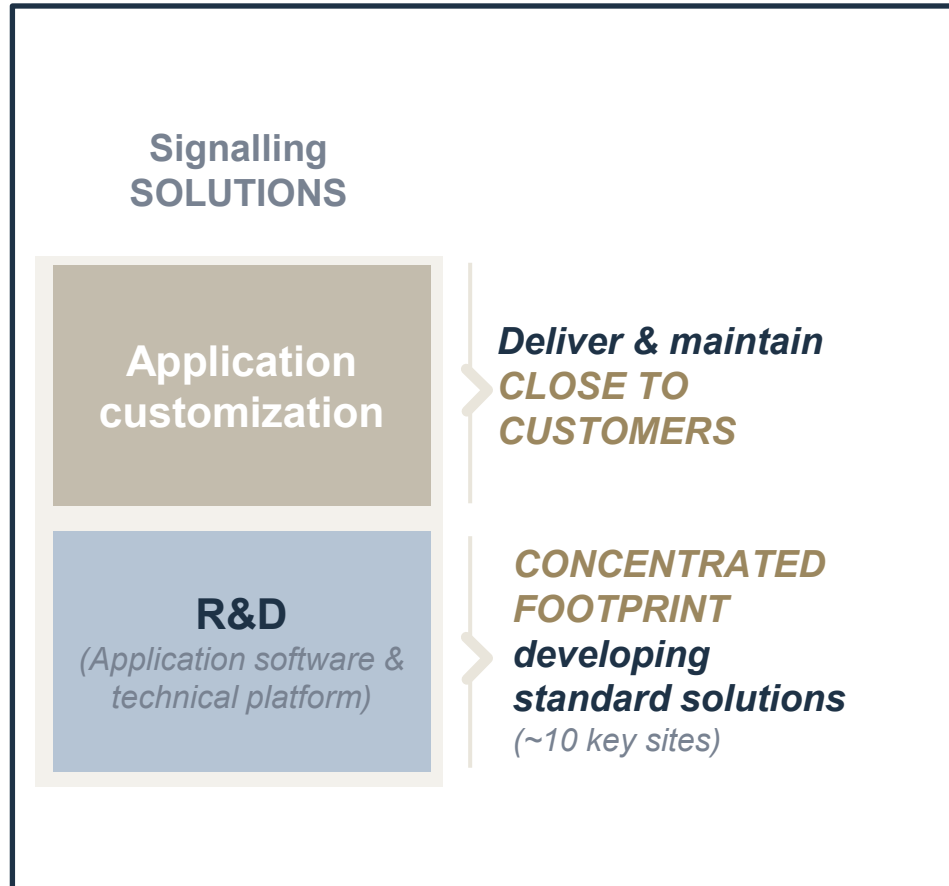 Signalling
SOLUTIONS
Application
customization
Deliver & maintain
CLOSE TO
CUSTOMERS
R&D
(Application software &
technical platform)
CONCENTRATED
FOOTPRINT
developing
standard solutions
(~10 key sites)